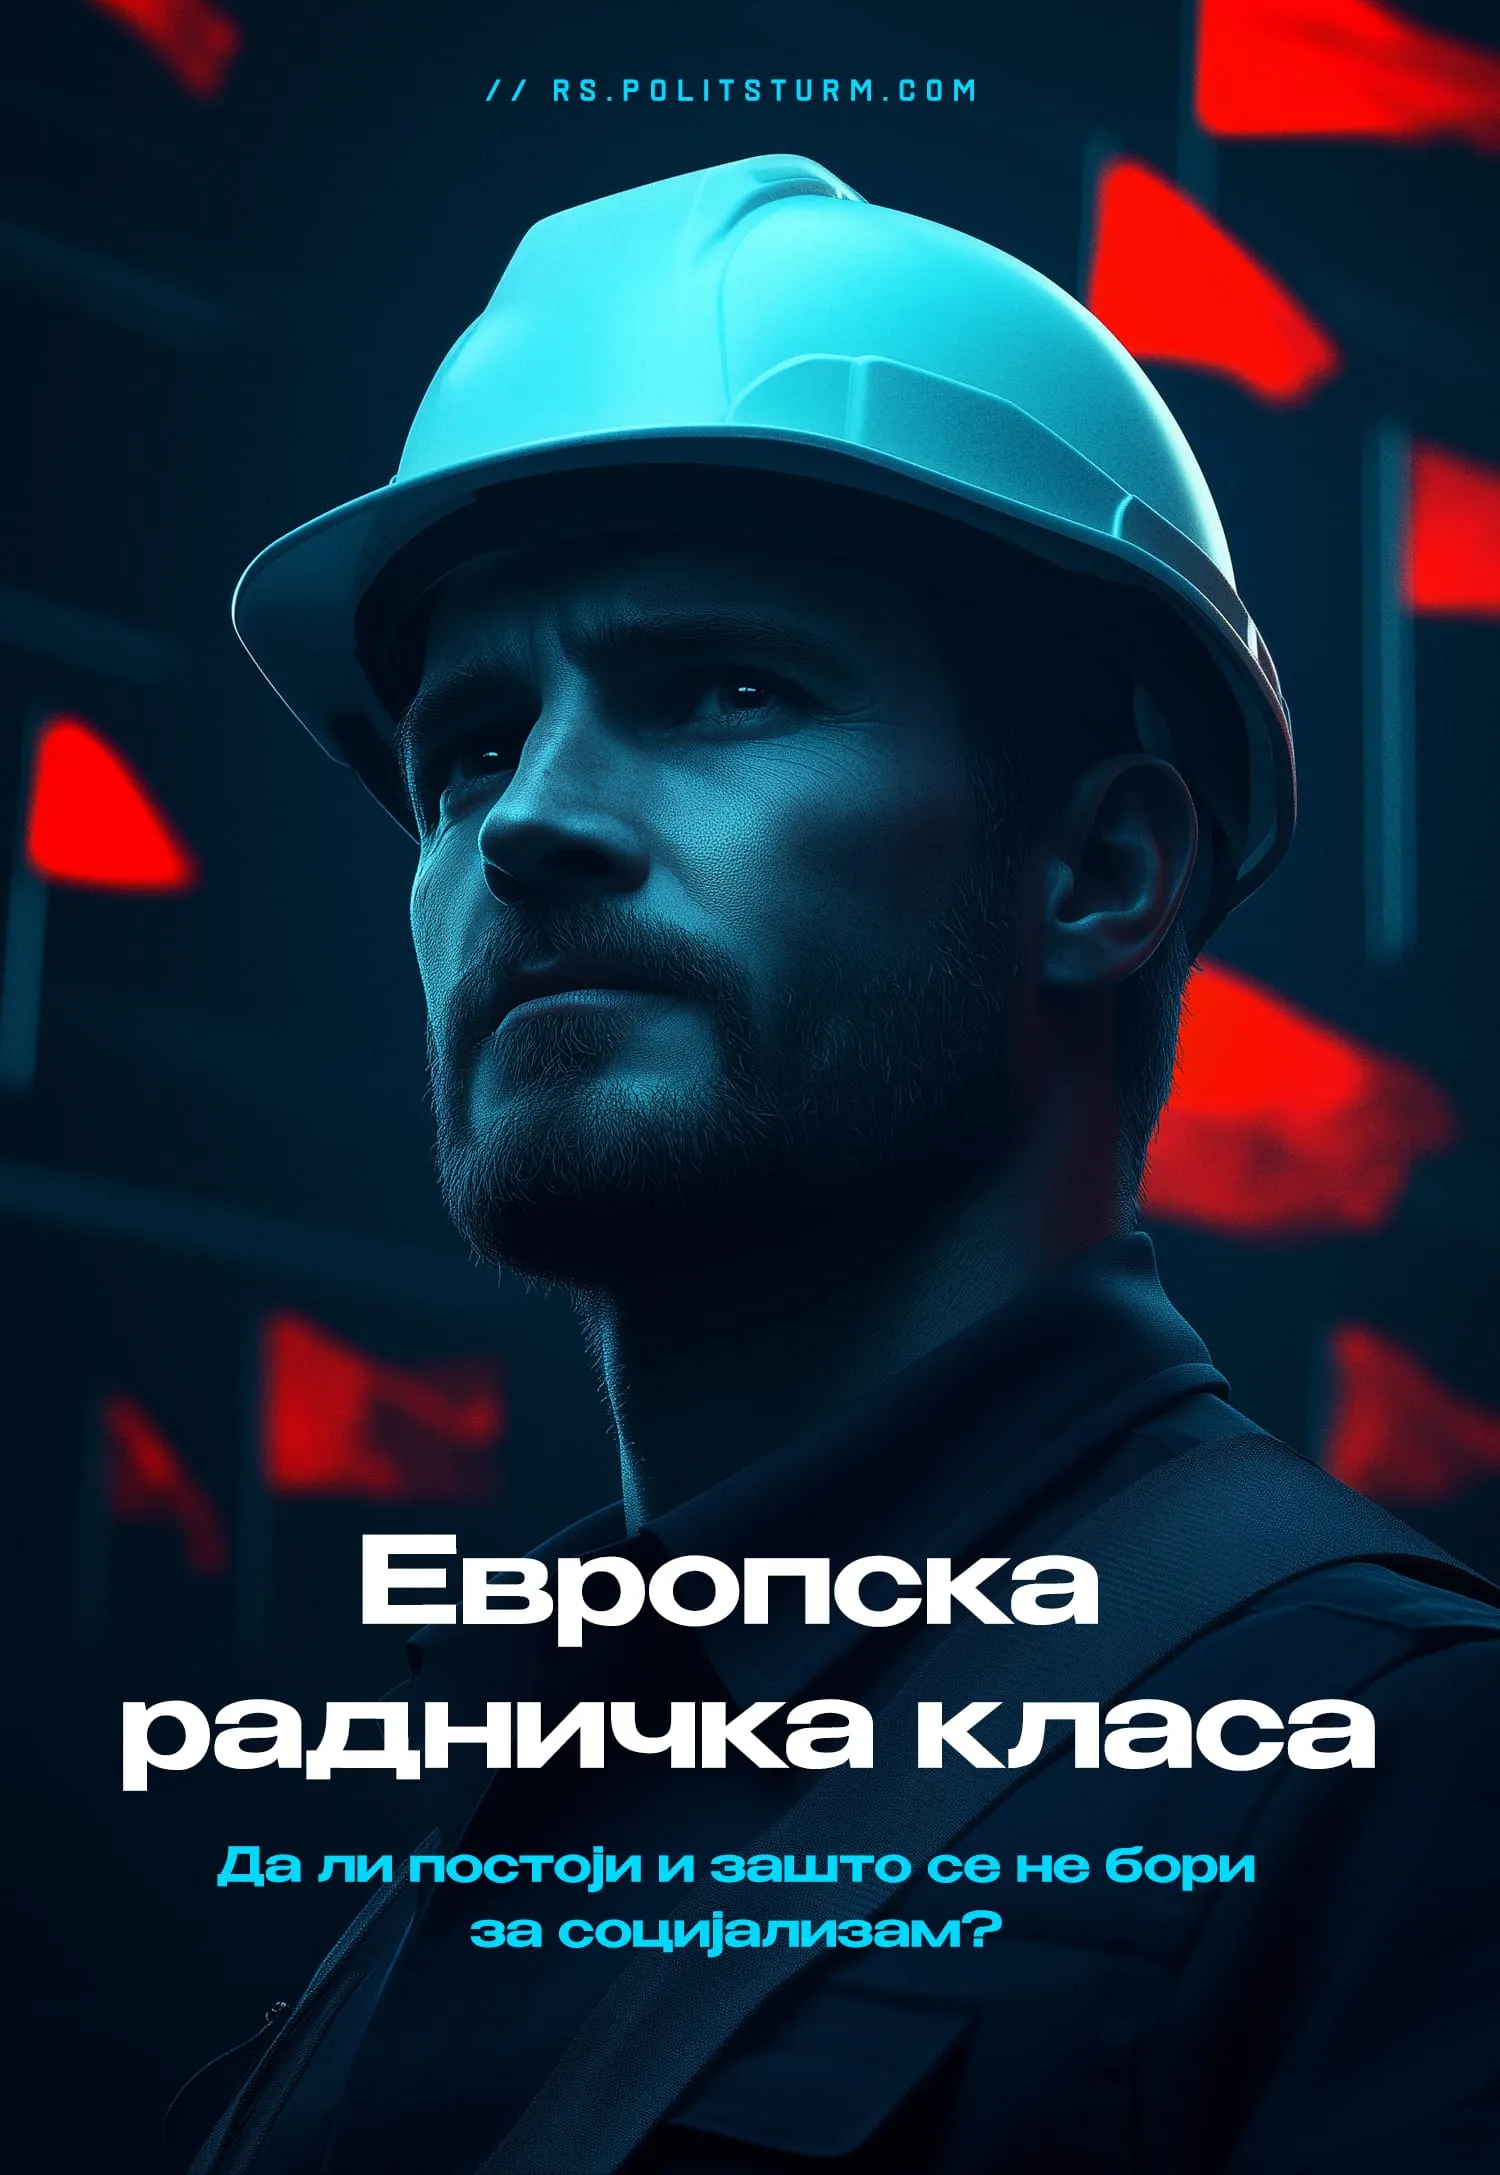 // RS.POLITSTURM.COM
Европска
радничка класа
Да ли постоји и зашто се не бори
за социјализам?